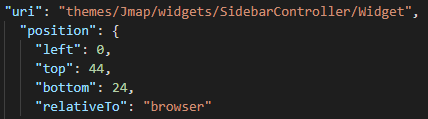 "uri": "themes/Jmap/widgets/SidebarController/Widget",
"position": {
"left": 0,
"top": 44,
"bottom": 24,
"relativeTo": "browser"